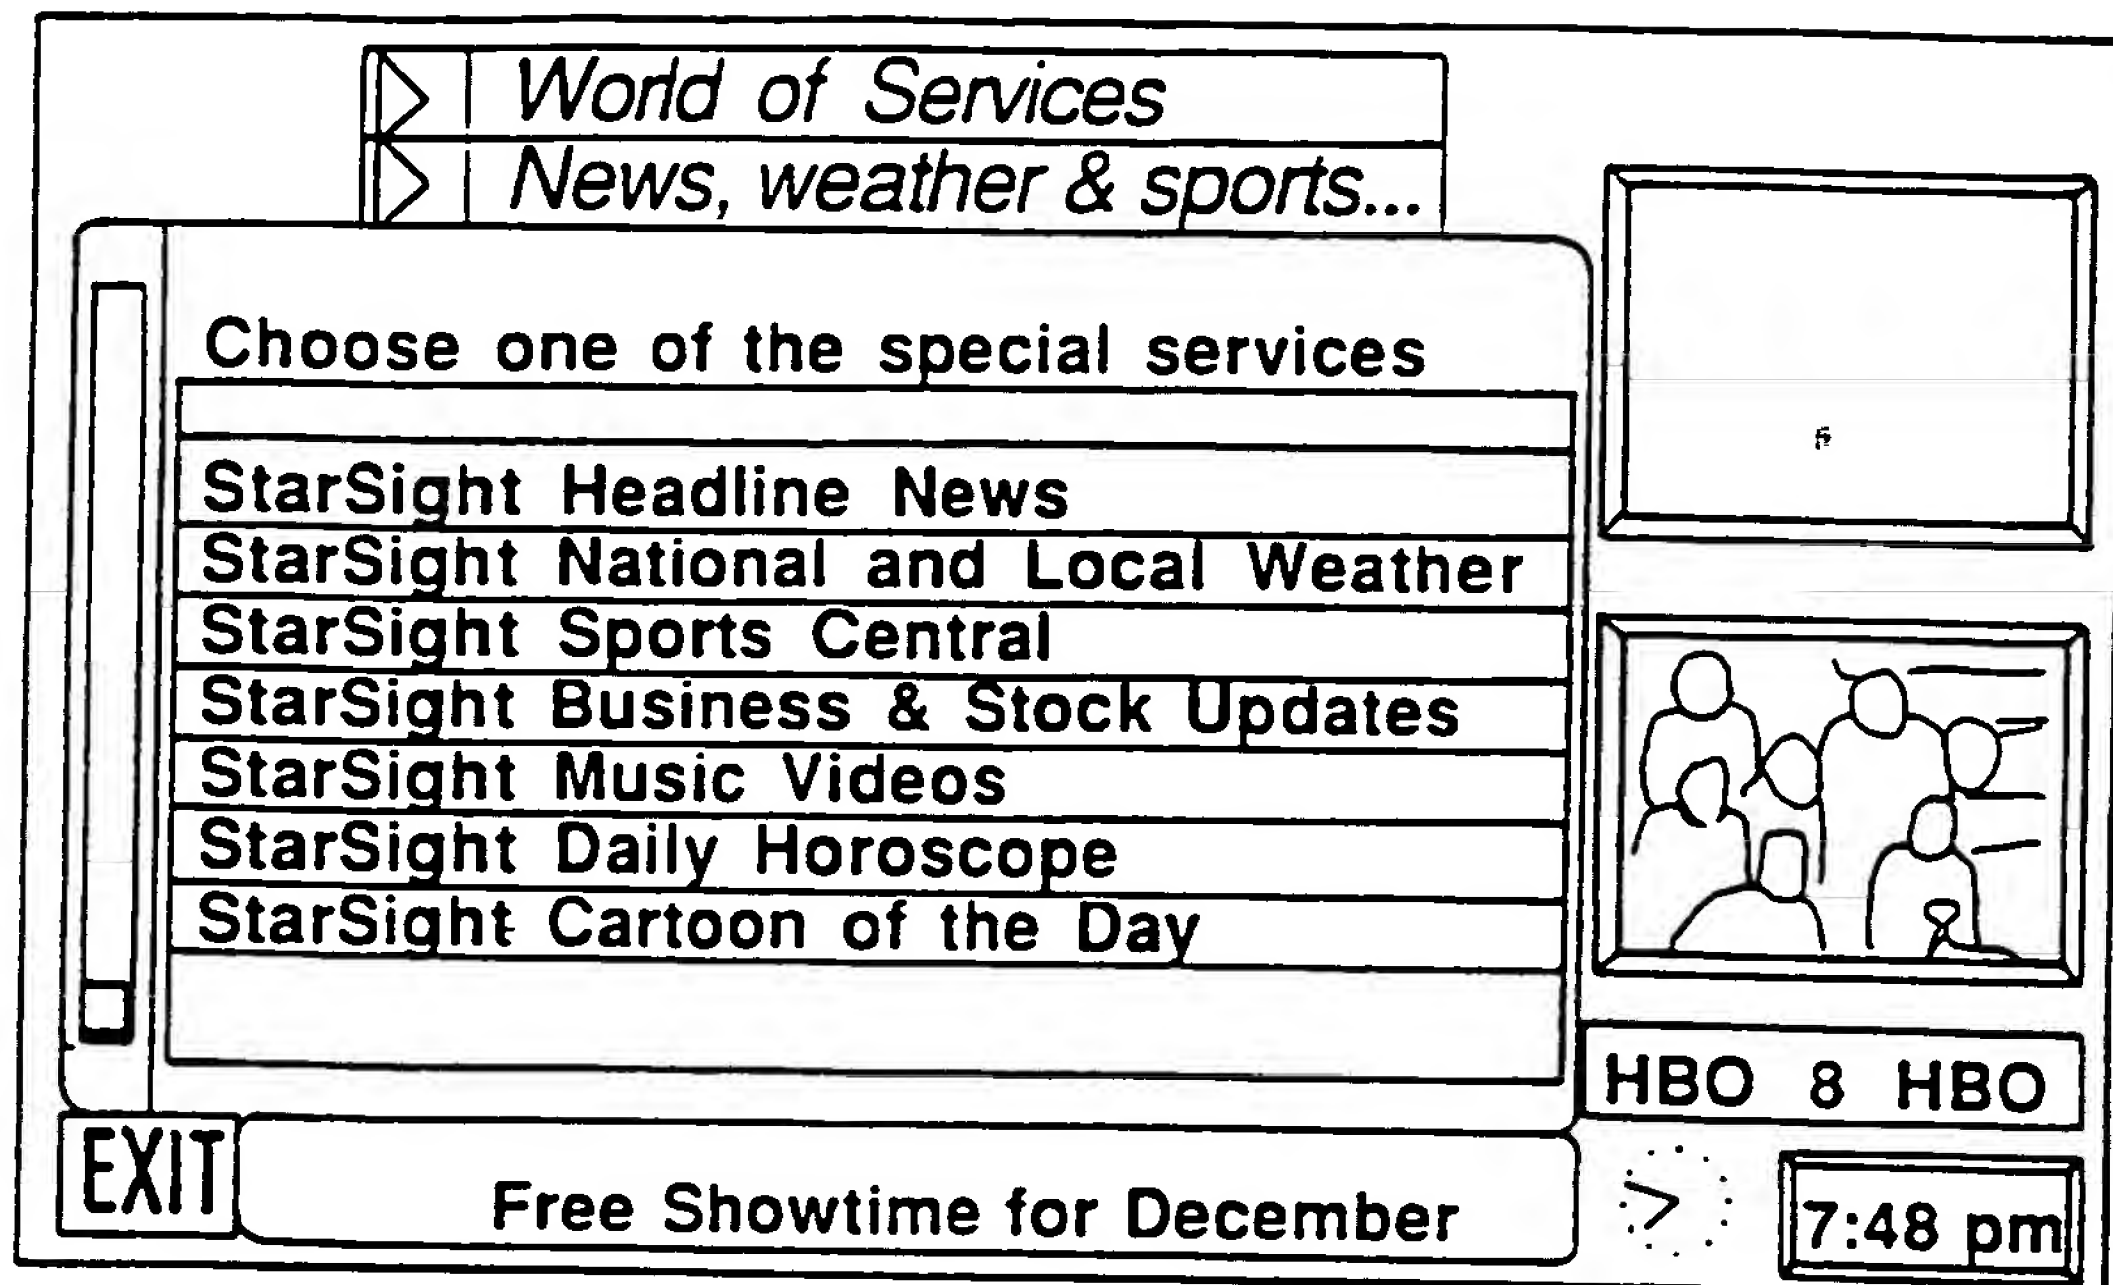 World of Services
News, weather & sports...
Choose one of the special services
StarSight Headline News
StarSight National and Local Weather
StarSight Sports Central
StarSight Business & Stock Updates
StarSight Music Videos
StarSight Daily Horoscope
StarSight Cartoon of the Day
HBO 8 HBO
EXIT
Free Showtime for December
7:48 pm